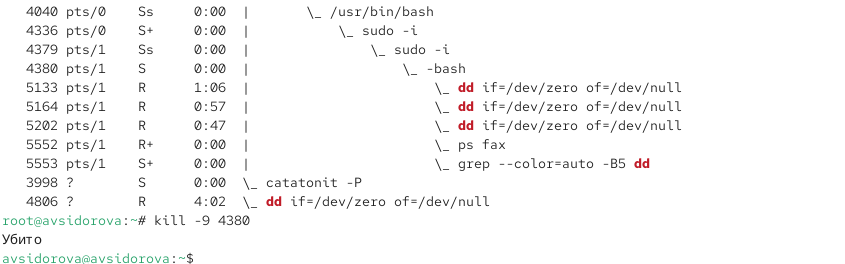 4040 pts/0    Ss     0:00  |       \_ /usr/bin/bash
4336 pts/0    S+     0:00  |           \_ sudo -i
4379 pts/1    Ss     0:00  |               \_ sudo -i
4380 pts/1    S      0:00  |                   \_ -bash
5133 pts/1    R      1:06  |                       \_ dd if=/dev/zero of=/dev/null
5164 pts/1    R      0:57  |                       \_ dd if=/dev/zero of=/dev/null
5202 pts/1    R      0:47  |                       \_ dd if=/dev/zero of=/dev/null
5552 pts/1    R+     0:00  |                       \_ ps fax
5553 pts/1    S+     0:00  |                       \_ grep --color=auto -B5 dd
3998 ?        S      0:00  \_ catatonit -P
4806 ?        R      4:02  \_ dd if=/dev/zero of=/dev/null
root@avsidorova:~# kill -9 4380
Убито
avsidorova@avsidorova:~$